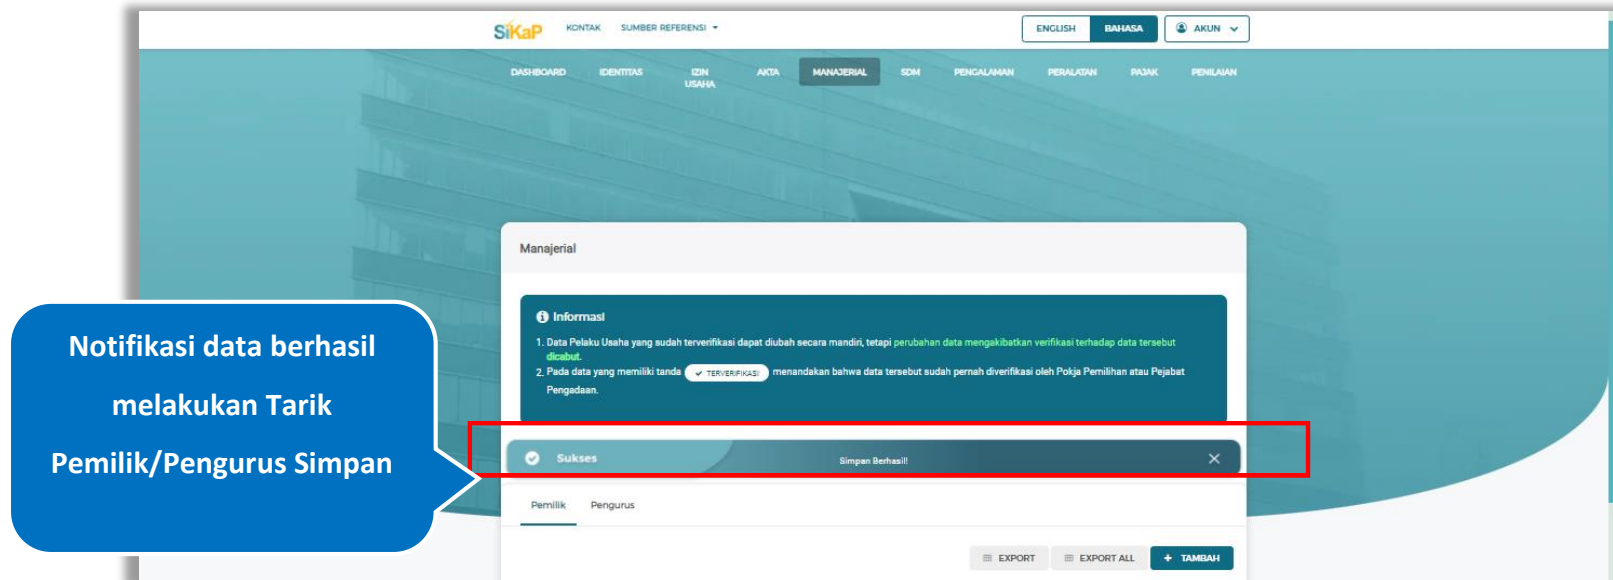 SiKaP KONTAK SUMBER REFERENSI ENGLISH BAHASA AKUN
DASHBOARD IDENTITAS IZIN USAHA AKTA MANAJERIAL SDM PENGALAMAN PERALATAN PAJAK PENILAIAN
Manajerial
Informasi
1. Data Pelaku Usaha yang sudah terverifikasi dapat diubah secara mandiri, tetapi perubahan data mengakibatkan verifikasi terhadap data tersebut
dicabut.
2. Pada data yang memiliki tanda TERVERIFIKASI menandakan bahwa data tersebut sudah pernah diverifikasi oleh Pokja Pemilihan atau Pejabat
Pengadaan.
Notifikasi data berhasil
melakukan Tarik
Pemilik/Pengurus Simpan
Sukses Simpan Berhasil!
Pemilik Pengurus
EXPORT EXPORT ALL + TAMBAH